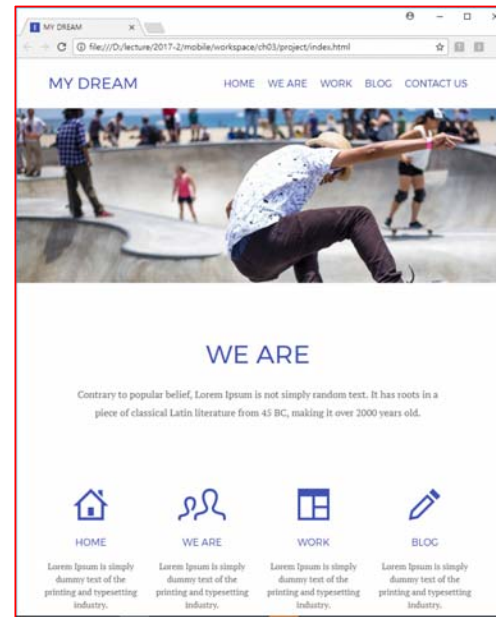 MY DREAM
file:///D:/lecture/2017-2/mobile/workspace/ch03/project/index.html
MY DREAM HOME WE ARE WORK BLOG CONTACT US
WE ARE
Contrary to popular belief, Lorem Ipsum is not simply random text. It has roots in a
piece of classical Latin literature from 45 BC, making it over 2000 years old.
HOME WE ARE WORK BLOG
Lorem Ipsum is simply Lorem Ipsum is simply Lorem Ipsum is simply Lorem Ipsum is simply
dummy text of the dummy text of the dummy text of the dummy text of the
printing and typesetting printing and typesetting printing and typesetting printing and typesetting
industry. industry. industry. industry.